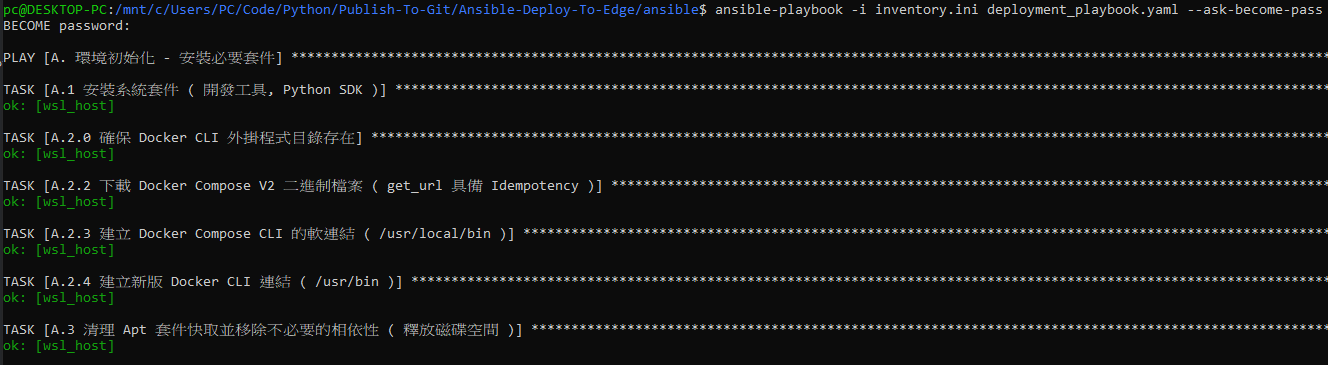 pc@DESKTOP-PC:/mnt/c/Users/PC/Code/Python/Publish-To-Git/Ansible-Deploy-To-Edge/ansible$ ansible-playbook -i inventory.ini deployment_playbook.yaml --ask-become-pass
BECOME password:
PLAY [A. 環境初始化 - 安裝必要套件] **********************************************************************************************************************************
TASK [A.1 安裝系統套件 ( 開發工具, Python SDK )] *********************************************************************************************************************
ok: [wsl_host]
TASK [A.2.0 確保 Docker CLI 外掛程式目錄存在] ************************************************************************************************************************
ok: [wsl_host]
TASK [A.2.2 下載 Docker Compose V2 二進制檔案 ( get_url 具備 Idempotency )] ******************************************************************************************
ok: [wsl_host]
TASK [A.2.3 建立 Docker Compose CLI 的軟連結 ( /usr/local/bin )] *****************************************************************************************************
ok: [wsl_host]
TASK [A.2.4 建立新版 Docker CLI 連結 ( /usr/bin )] *******************************************************************************************************************
ok: [wsl_host]
TASK [A.3 清理 Apt 套件快取並移除不必要的相依性 ( 釋放磁碟空間 )] ****************************************************************************************************
ok: [wsl_host]